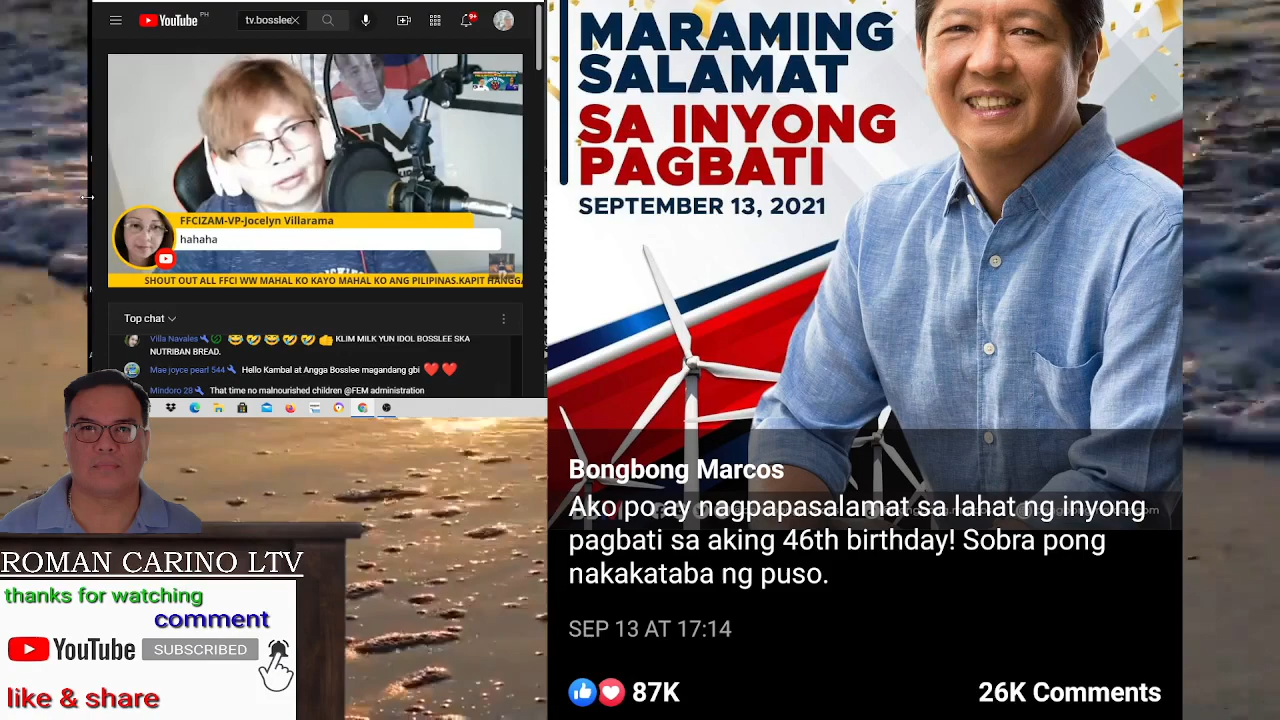 YouTube PH
tv.bosslee
9+
FFCIZAM-VP-Jocelyn Villarama
hahaha
SHOUT OUT ALL FFCI WW MAHAL KO KAYO MAHAL KO ANG PILIPINAS.KAPIT HANGGA
Top chat
Villa Navales KLIM MILK YUN IDOL BOSSLEE SKA
NUTRIBAN BREAD.
Mae joyce pearl 544 Hello Kambal at Angga Bosslee magandang gbi
Mindoro 28 That time no malnourished children @FEM administration
ROMAN CARINO LTV
thanks for watching
comment
YouTube SUBSCRIBED
like & share
MARAMING
SALAMAT
SA INYONG
PAGBATI
SEPTEMBER 13, 2021
Bongbong Marcos
Ako po ay nagpapasalamat sa lahat ng inyong
pagbati sa aking 46th birthday! Sobra pong
nakakataba ng puso.
SEP 13 AT 17:14
87K
26K Comments